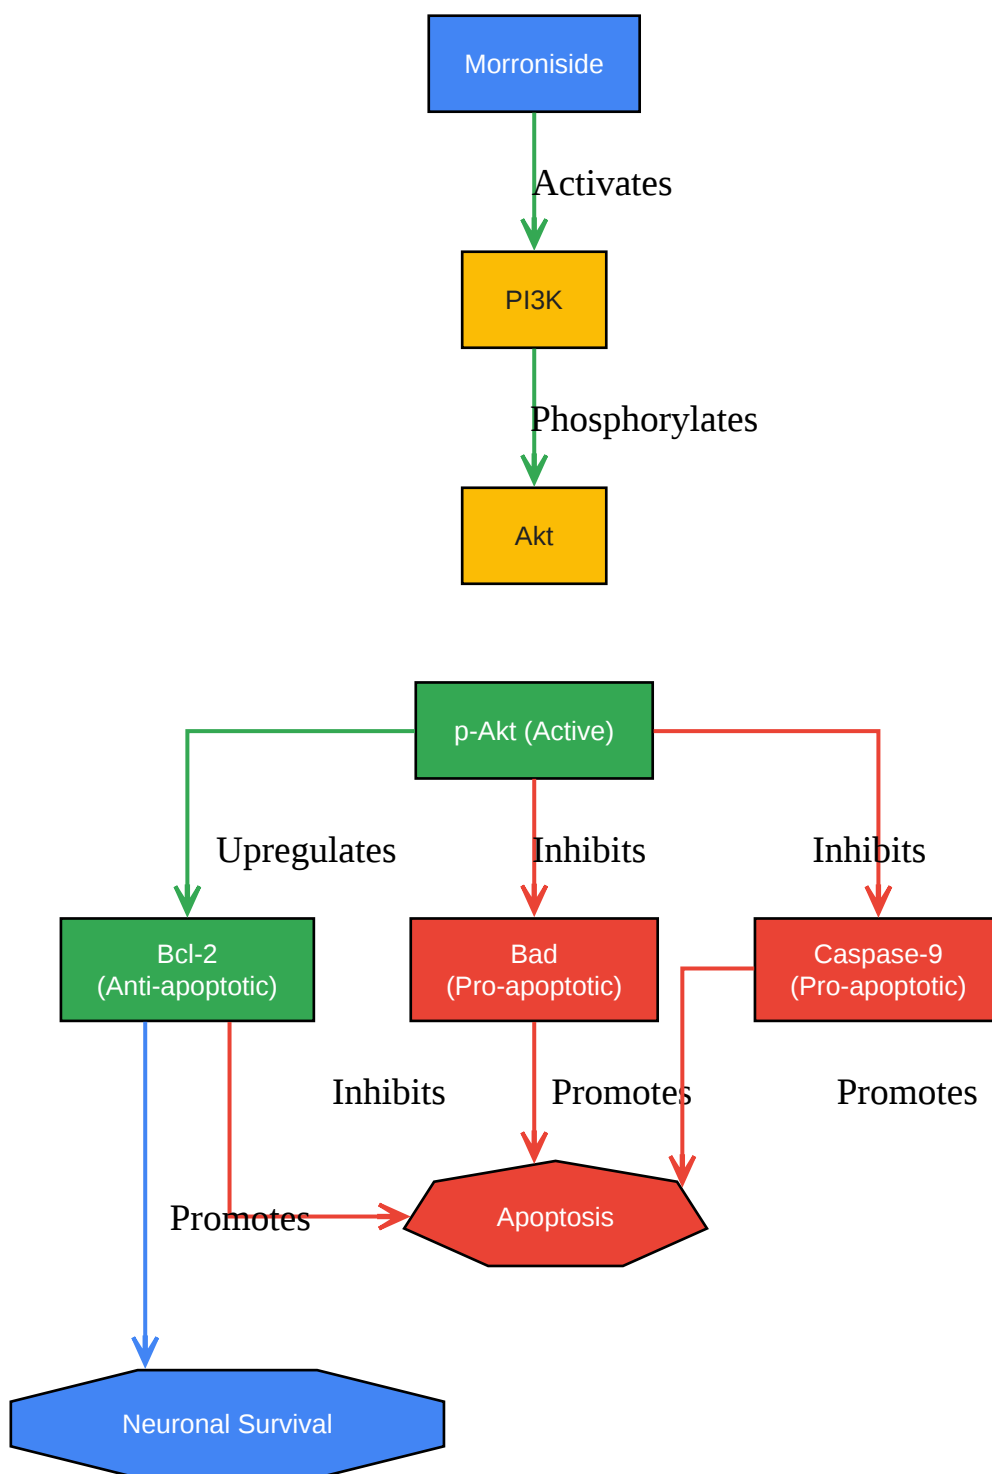 Morroniside
Activates
PI3K
Phosphorylates
Akt
p-Akt (Active)
Upregulates
Inhibits
Inhibits
Bcl-2
(Anti-apoptotic)
Bad
(Pro-apoptotic)
Caspase-9
(Pro-apoptotic)
Inhibits
Promotes
Promotes
Promotes
Apoptosis
Neuronal Survival